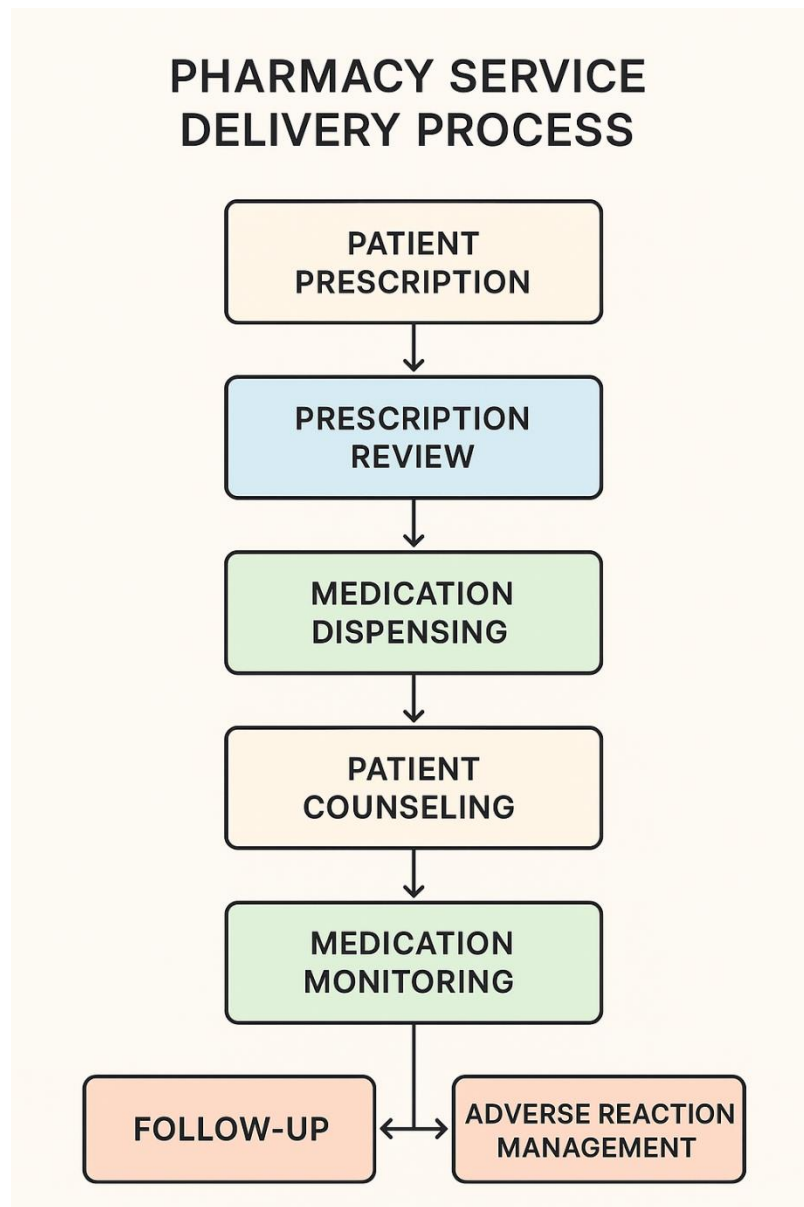 PHARMACY SERVICE
DELIVERY PROCESS
PATIENT
PRESCRIPTION
PRESCRIPTION
REVIEW
MEDICATION
DISPENSING
PATIENT
COUNSELING
MEDICATION
MONITORING
FOLLOW-UP
ADVERSE REACTION
MANAGEMENT